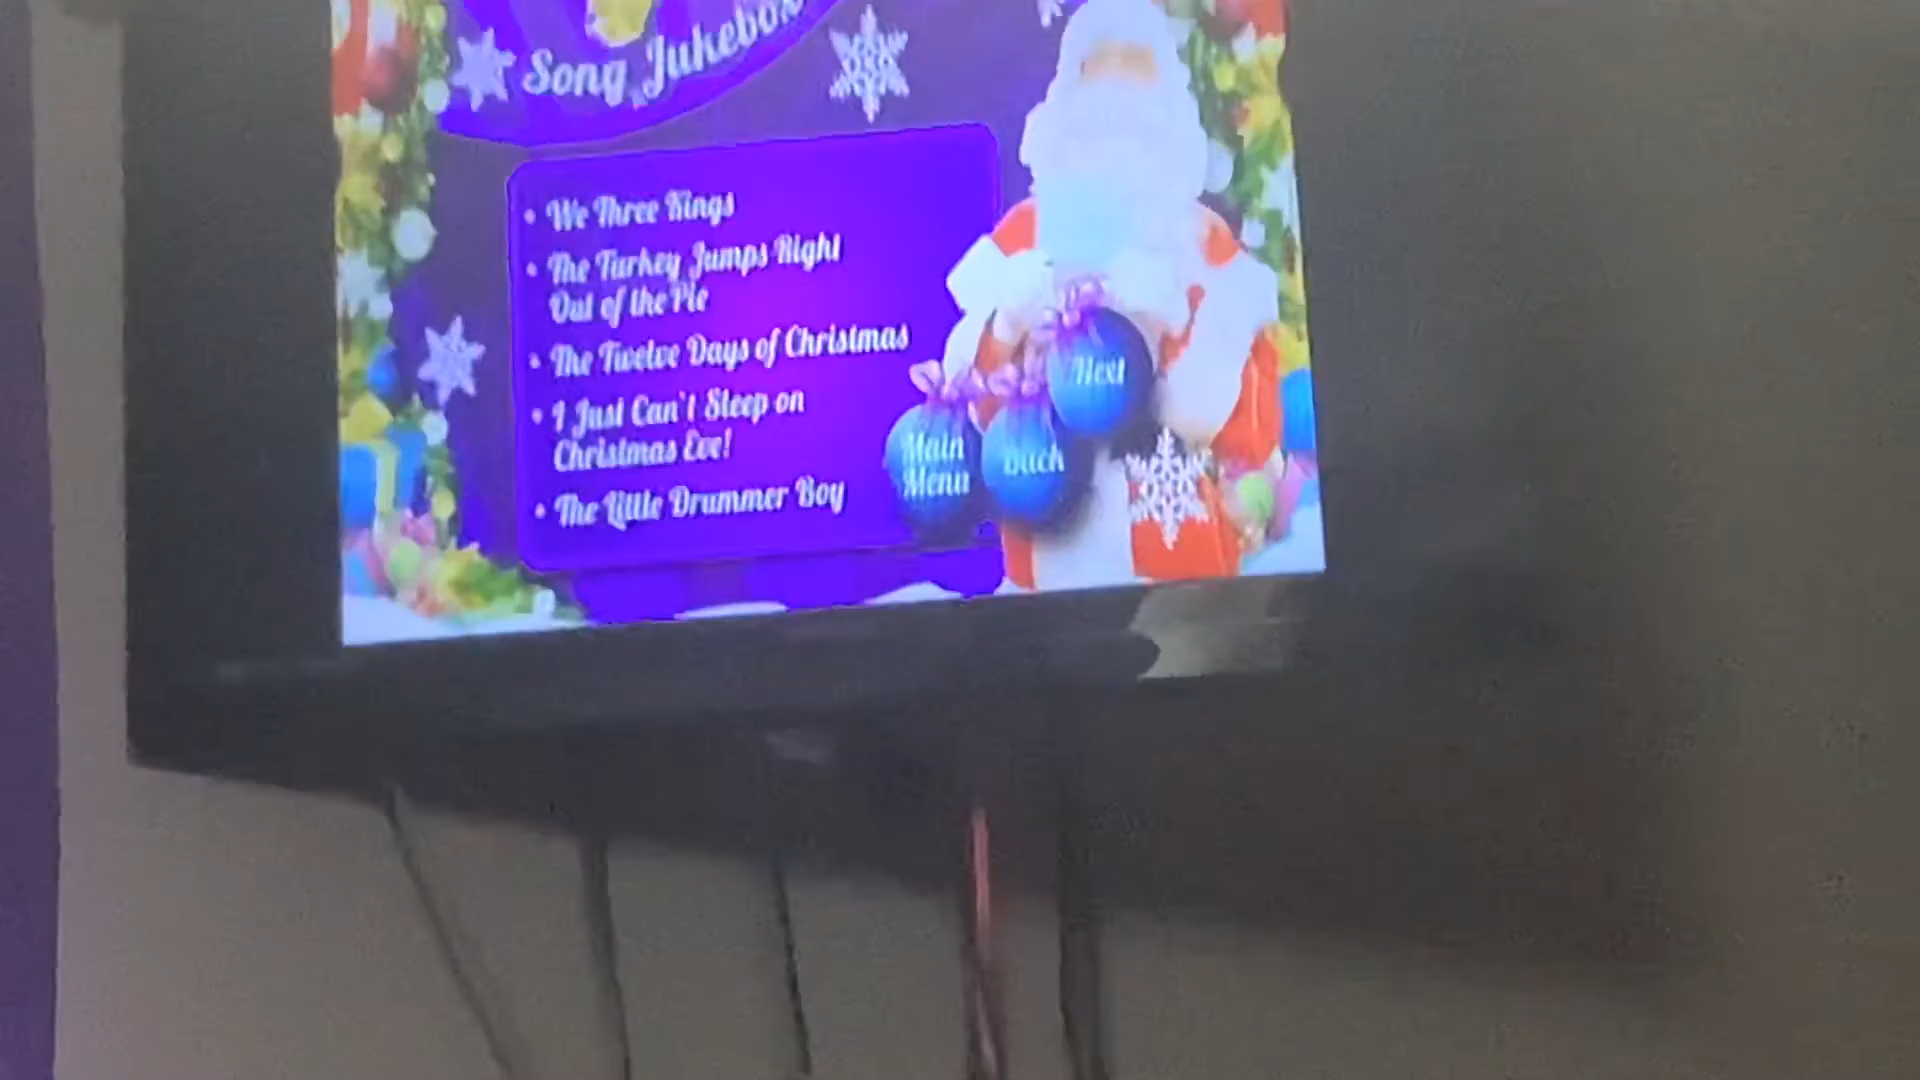 Song Jukebox
• We Three Kings
• The Turkey Jumps Right
Out of the Pie
• The Twelve Days of Christmas
• I Just Can't Sleep on
Christmas Eve!
• The Little Drummer Boy
Next
Main
Menu
Back